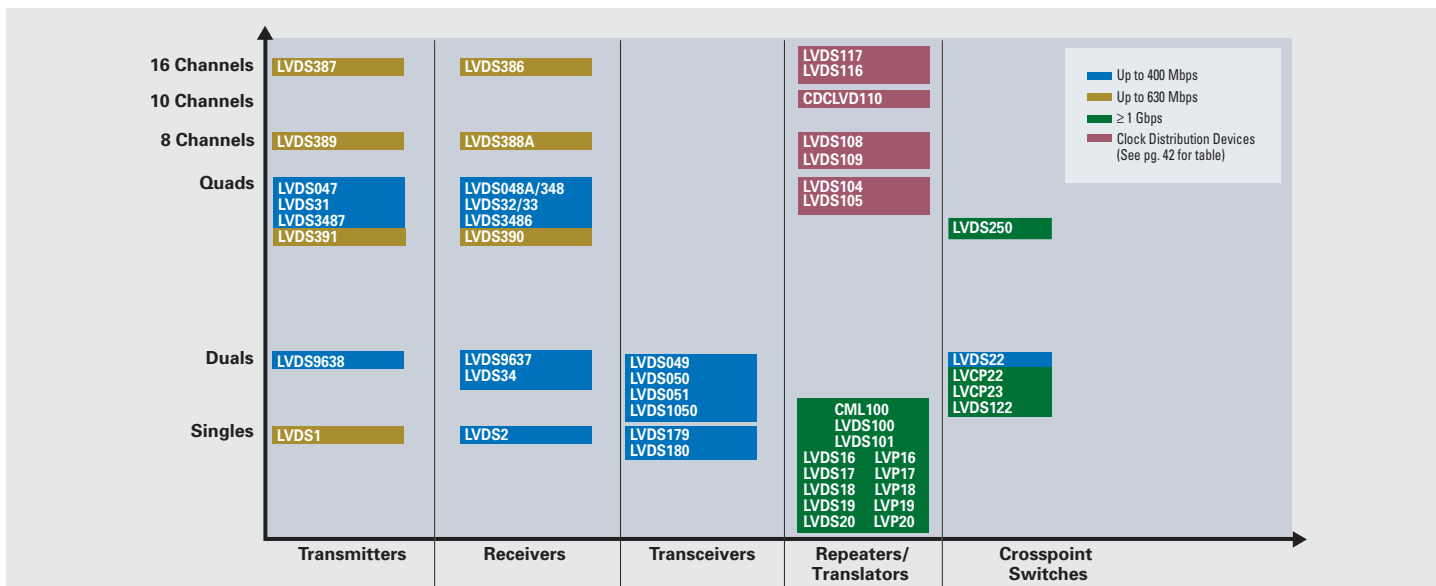 16 Channels
LVDS387
LVDS386
LVDS117
LVDS116
10 Channels
CDCLVD110
8 Channels
LVDS389
LVDS388A
LVDS108
LVDS109
Quads
LVDS047
LVDS31
LVDS3487
LVDS391
LVDS048A/348
LVDS32/33
LVDS3486
LVDS390
LVDS104
LVDS105
LVDS250
Duals
LVDS9638
LVDS9637
LVDS34
LVDS049
LVDS050
LVDS051
LVDS1050
LVDS22
LVCP22
LVCP23
LVDS122
Singles
LVDS1
LVDS2
LVDS179
LVDS180
CML100
LVDS100
LVDS101
LVDS16 LVP16
LVDS17 LVP17
LVDS18 LVP18
LVDS19 LVP19
LVDS20 LVP20
Up to 400 Mbps
Up to 630 Mbps
≥ 1 Gbps
Clock Distribution Devices
(See pg. 42 for table)
Transmitters
Receivers
Transceivers
Repeaters/
Translators
Crosspoint
Switches